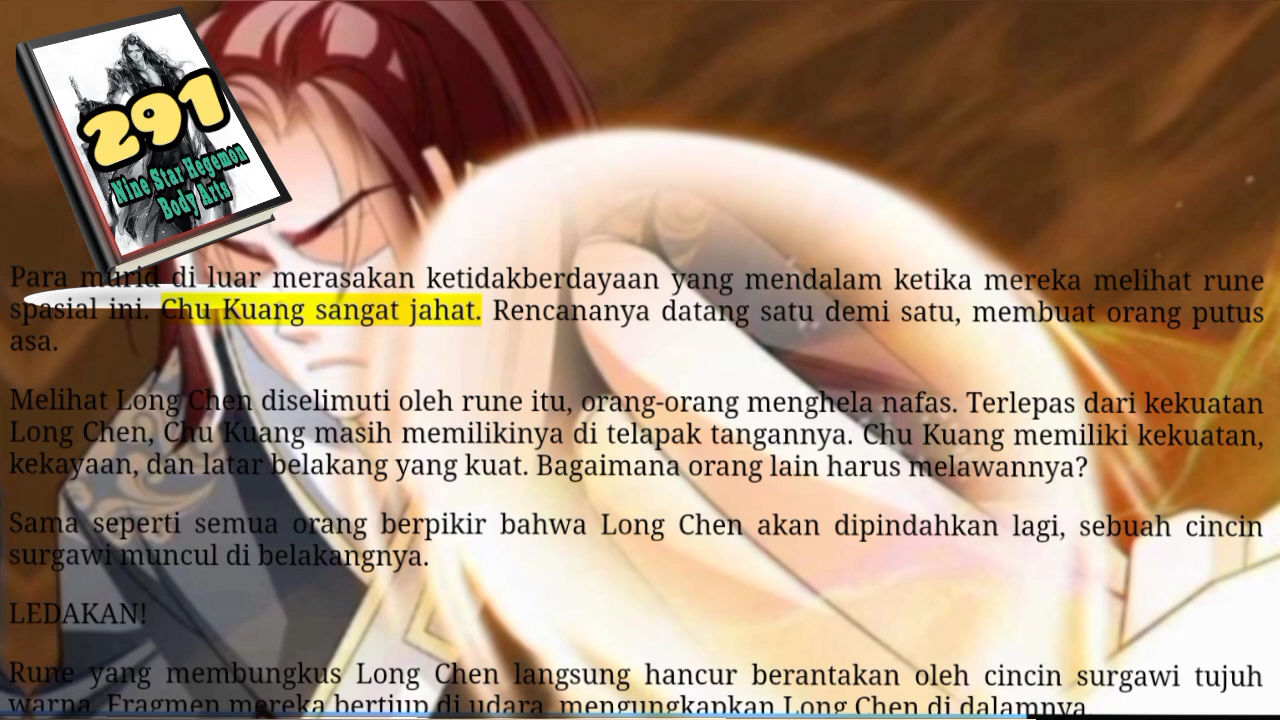 291
Nine Star Hegemon
Body Arts
Para murid di luar merasakan ketidakberdayaan yang mendalam ketika mereka melihat rune
spasial ini. Chu Kuang sangat jahat. Rencananya datang satu demi satu, membuat orang putus
asa.
Melihat Long Chen diselimuti oleh rune itu, orang-orang menghela nafas. Terlepas dari kekuatan
Long Chen, Chu Kuang masih memilikinya di telapak tangannya. Chu Kuang memiliki kekuatan,
kekayaan, dan latar belakang yang kuat. Bagaimana orang lain harus melawannya?
Sama seperti semua orang berpikir bahwa Long Chen akan dipindahkan lagi, sebuah cincin
surgawi muncul di belakangnya.
LEDAKAN!
Rune yang membungkus Long Chen langsung hancur berantakan oleh cincin surgawi tujuh
warna. Fragmen mereka bertiup di udara, mengungkapkan Long Chen di dalamnya.